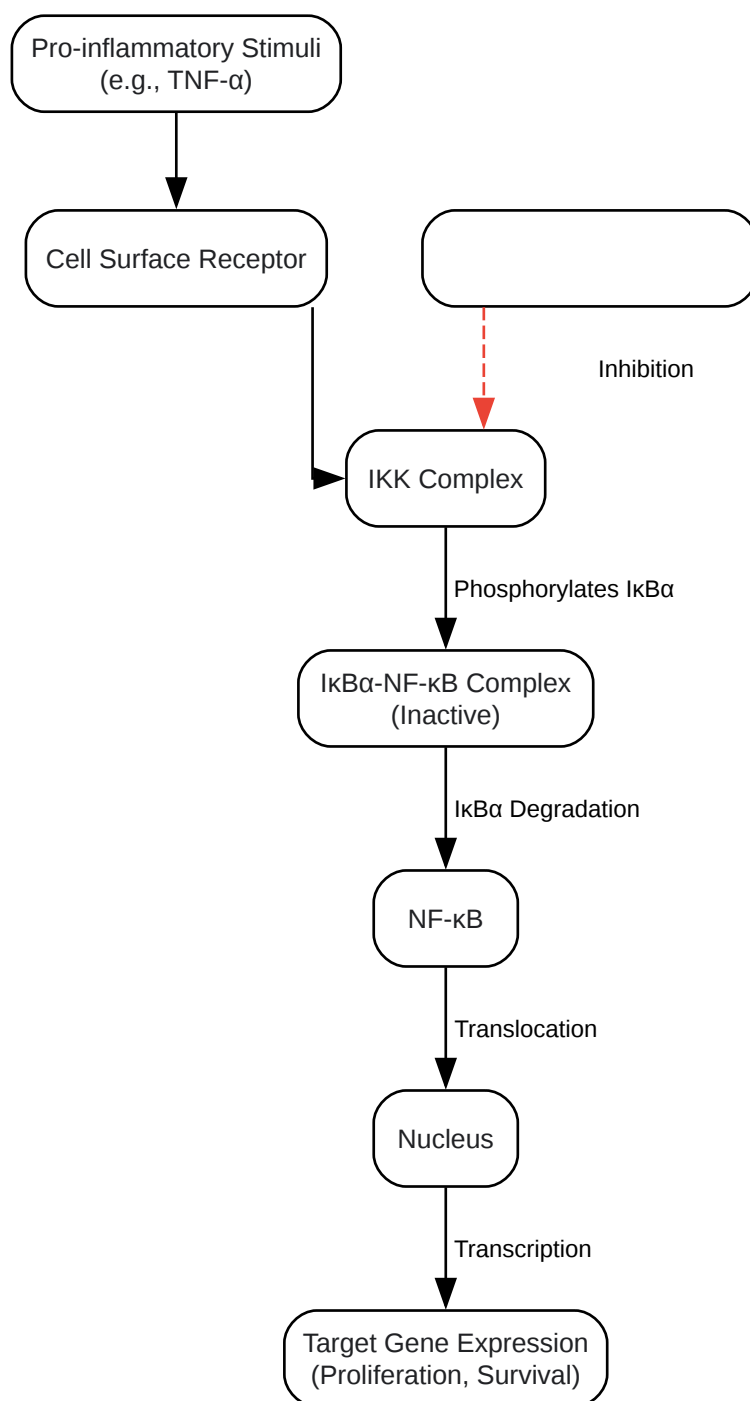 Pro-inflammatory Stimuli
(e.g., TNF-α)
Cell Surface Receptor
Inhibition
IKK Complex
Phosphorylates IκBα
IκBα-NF-κB Complex
(Inactive)
IκBα Degradation
NF-κB
Translocation
Nucleus
Transcription
Target Gene Expression
(Proliferation, Survival)